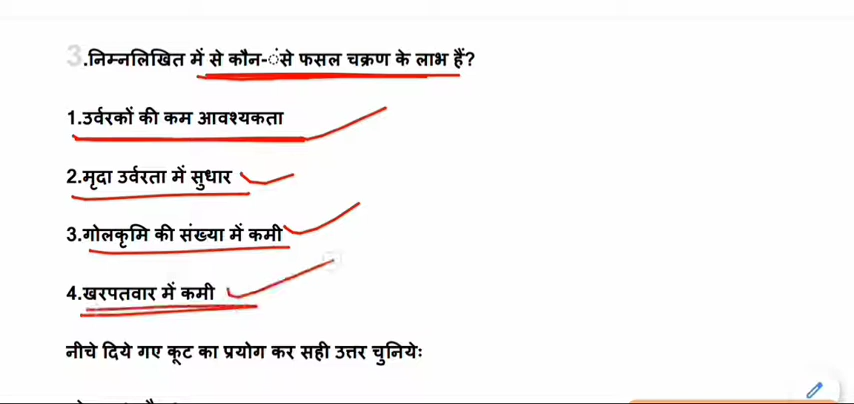 3.निम्नलिखित में से कौन-ंसे फसल चक्रण के लाभ हैं?
1.उर्वरकों की कम आवश्यकता
2.मृदा उर्वरता में सुधार
3.गोलकृमि की संख्या में कमी
4.खरपतवार में कमी
नीचे दिये गए कूट का प्रयोग कर सही उत्तर चुनियेः